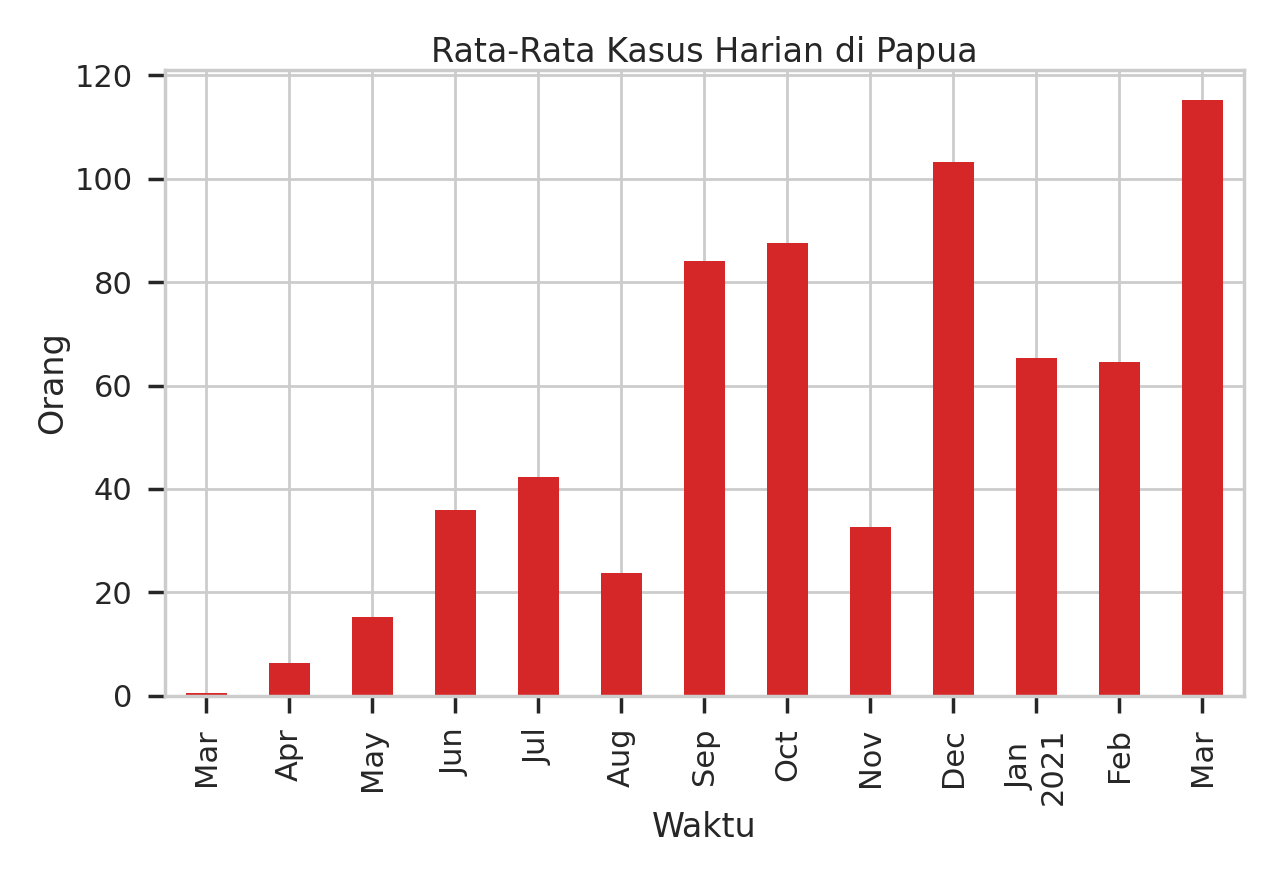 Rata-Rata Kasus Harian di Papua
120
100
80
60
40
20
0
Orang
Mar
Apr
May
Jun
Jul
Aug
Sep
Oct
Nov
Dec
Jan
2021
Feb
Mar
Waktu